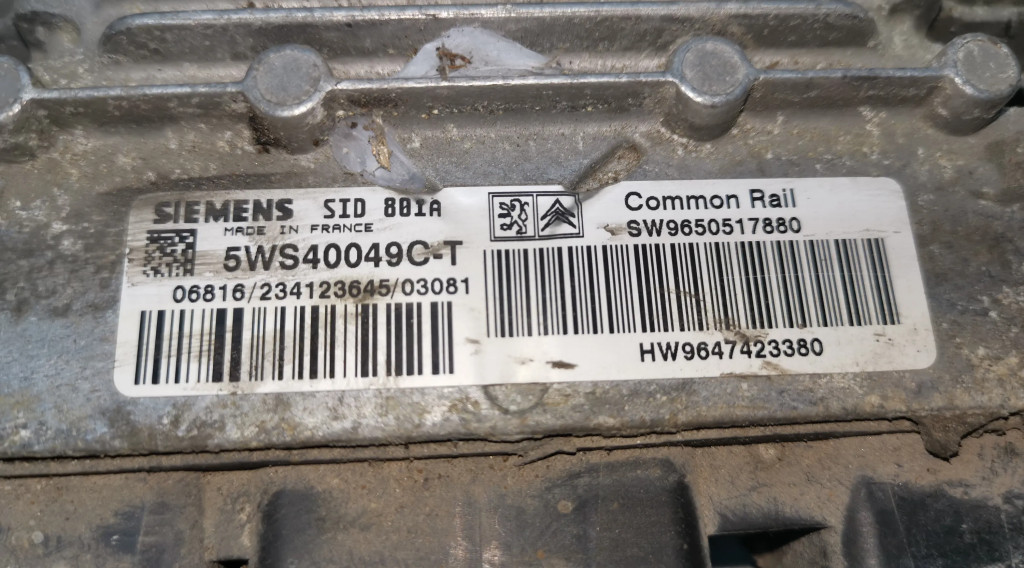 SIEMENS SID 801A
MADE IN FRANCE
5WS40049C-T
06816/234123645/03081
Common Rail
SW9650517880
HW9647423380